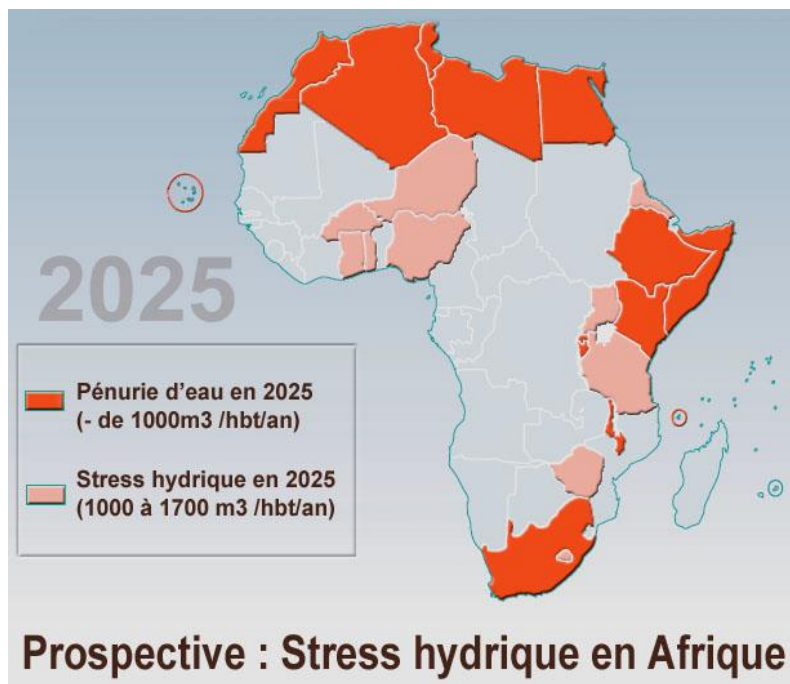 2025
Pénurie d'eau en 2025
(- de 1000m3 /hbt/an)
Stress hydrique en 2025
(1000 à 1700 m3 /hbt/an)
Prospective : Stress hydrique en Afrique